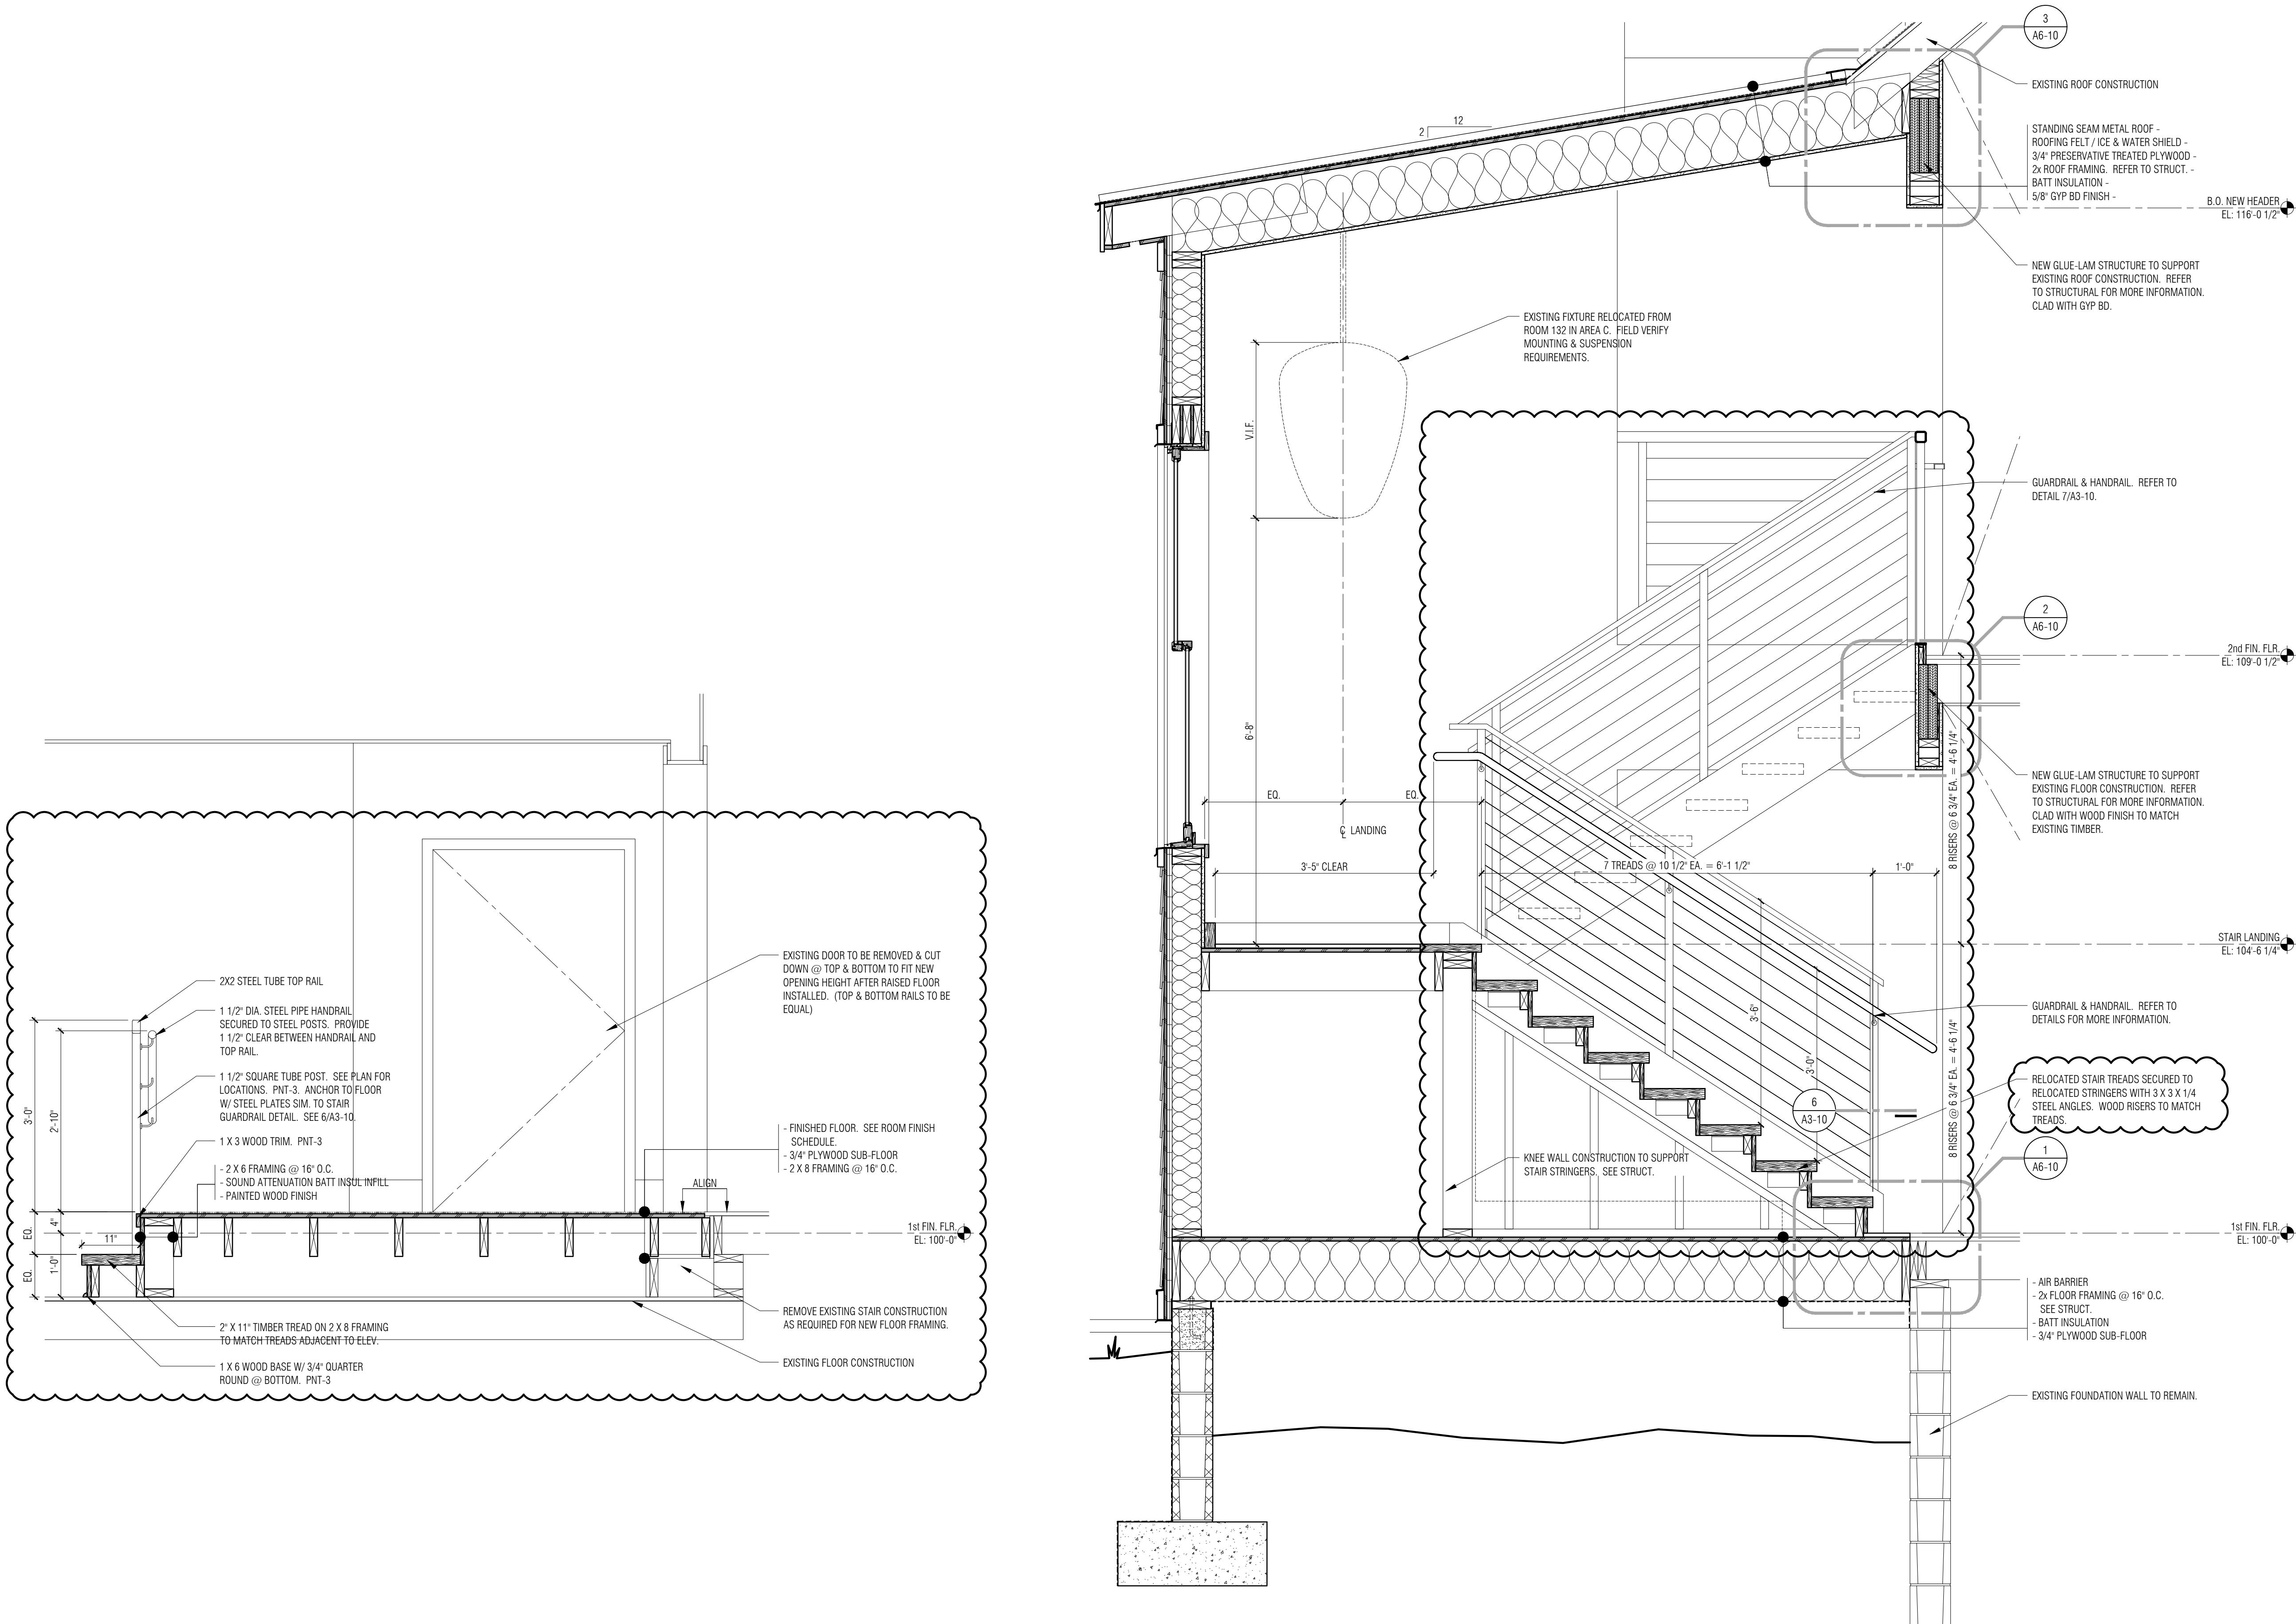 3
A6-10
EXISTING ROOF CONSTRUCTION
12
2
STANDING SEAM METAL ROOF -
ROOFING FELT / ICE & WATER SHIELD -
3/4" PRESERVATIVE TREATED PLYWOOD -
2x ROOF FRAMING. REFER TO STRUCT. -
BATT INSULATION -
5/8" GYP BD FINISH -
B.O. NEW HEADER
EL: 116'-0 1/2"
NEW GLUE-LAM STRUCTURE TO SUPPORT
EXISTING ROOF CONSTRUCTION. REFER
TO STRUCTURAL FOR MORE INFORMATION.
CLAD WITH GYP BD.
EXISTING FIXTURE RELOCATED FROM
ROOM 132 IN AREA C. FIELD VERIFY
MOUNTING & SUSPENSION
REQUIREMENTS.
V.I.F.
GUARDRAIL & HANDRAIL. REFER TO
DETAIL 7/A3-10.
2
A6-10
2nd FIN. FLR.
EL: 109'-0 1/2"
6'-8"
8 RISERS @ 6 3/4" EA. = 4'-6 1/4"
NEW GLUE-LAM STRUCTURE TO SUPPORT
EXISTING FLOOR CONSTRUCTION. REFER
TO STRUCTURAL FOR MORE INFORMATION.
CLAD WITH WOOD FINISH TO MATCH
EXISTING TIMBER.
EQ.
EQ.
CL LANDING
3'-5" CLEAR
7 TREADS @ 10 1/2" EA. = 6'-1 1/2"
1'-0"
STAIR LANDING
EL: 104'-6 1/4"
GUARDRAIL & HANDRAIL. REFER TO
DETAILS FOR MORE INFORMATION.
3'-6"
3'-0"
8 RISERS @ 6 3/4" EA. = 4'-6 1/4"
6
A3-10
RELOCATED STAIR TREADS SECURED TO
RELOCATED STRINGERS WITH 3 X 3 X 1/4
STEEL ANGLES. WOOD RISERS TO MATCH
TREADS.
1
A6-10
KNEE WALL CONSTRUCTION TO SUPPORT
STAIR STRINGERS. SEE STRUCT.
1st FIN. FLR.
EL: 100'-0"
- AIR BARRIER
- 2x FLOOR FRAMING @ 16" O.C.
SEE STRUCT.
- BATT INSULATION
- 3/4" PLYWOOD SUB-FLOOR
EXISTING FOUNDATION WALL TO REMAIN.
2X2 STEEL TUBE TOP RAIL
1 1/2" DIA. STEEL PIPE HANDRAIL
SECURED TO STEEL POSTS. PROVIDE
1 1/2" CLEAR BETWEEN HANDRAIL AND
TOP RAIL.
1 1/2" SQUARE TUBE POST. SEE PLAN FOR
LOCATIONS. PNT-3. ANCHOR TO FLOOR
W/ STEEL PLATES SIM. TO STAIR
GUARDRAIL DETAIL. SEE 6/A3-10.
1 X 3 WOOD TRIM. PNT-3
- 2 X 6 FRAMING @ 16" O.C.
- SOUND ATTENUATION BATT INSUL INFILL
- PAINTED WOOD FINISH
3'-0"
2'-10"
EQ.
4"
11"
EQ.
1'-0"
EXISTING DOOR TO BE REMOVED & CUT
DOWN @ TOP & BOTTOM TO FIT NEW
OPENING HEIGHT AFTER RAISED FLOOR
INSTALLED. (TOP & BOTTOM RAILS TO BE
EQUAL)
- FINISHED FLOOR. SEE ROOM FINISH
SCHEDULE.
- 3/4" PLYWOOD SUB-FLOOR
- 2 X 8 FRAMING @ 16" O.C.
ALIGN
1st FIN. FLR.
EL: 100'-0"
REMOVE EXISTING STAIR CONSTRUCTION
AS REQUIRED FOR NEW FLOOR FRAMING.
2" X 11" TIMBER TREAD ON 2 X 8 FRAMING
TO MATCH TREADS ADJACENT TO ELEV.
EXISTING FLOOR CONSTRUCTION
1 X 6 WOOD BASE W/ 3/4" QUARTER
ROUND @ BOTTOM. PNT-3